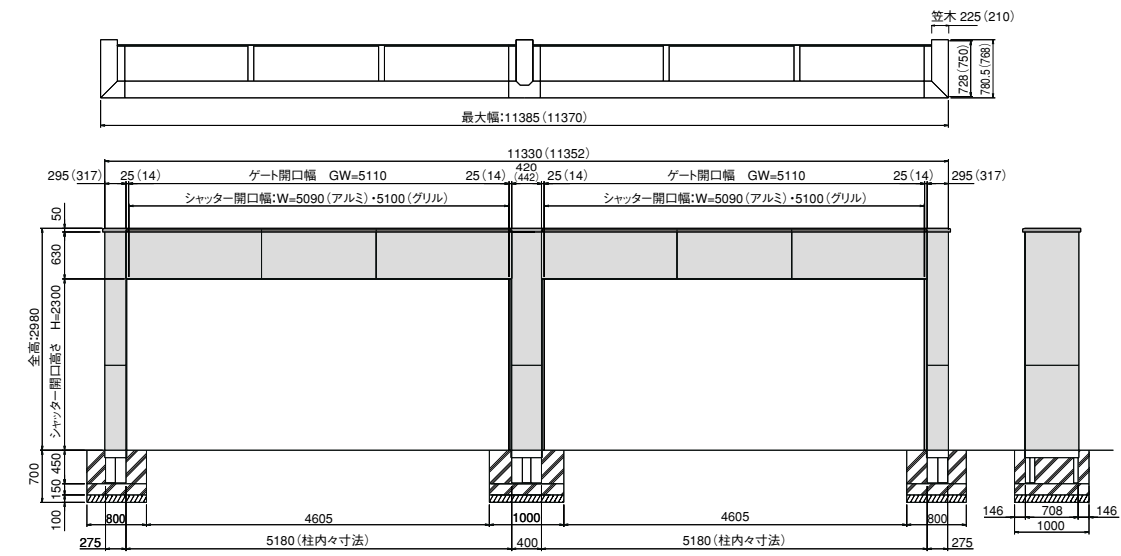 笠木 225（210）
728（750）
780.5（768）
最大幅：11385（11370）
11330（11352）
295（317） 25（14） ゲート開口幅 GW=5110 25（14） 420（442） 25（14） ゲート開口幅 GW=5110 25（14） 295（317）
シャッター開口幅：W=5090（アルミ）・5100（グリル） シャッター開口幅：W=5090（アルミ）・5100（グリル）
50
630
全高：2980
シャッター開口高さ H=2300
700
450
150
100
800 4605 1000 4605 800
275 5180（柱内々寸法） 400 5180（柱内々寸法） 275
146 708 146
1000